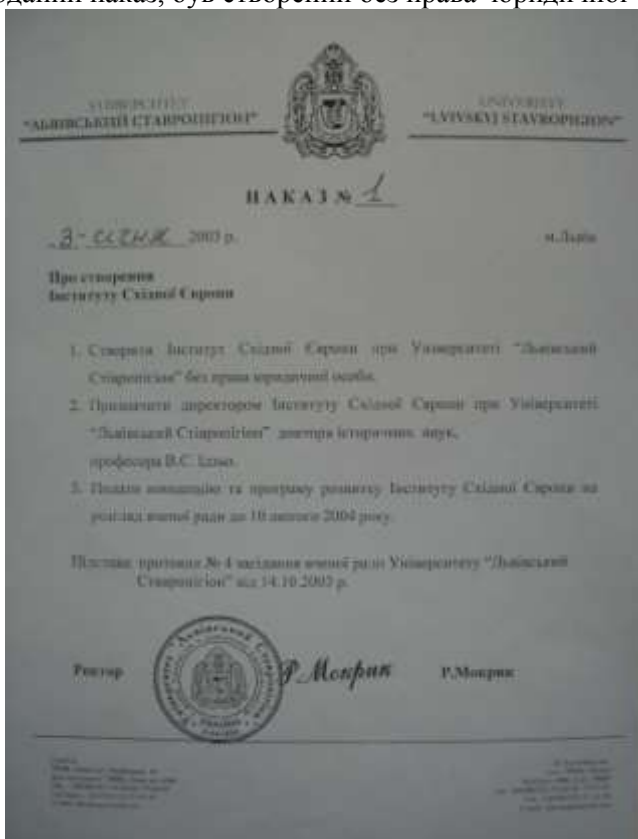 наказ, був створений без права юридичної
УНІВЕРСИТЕТ
"ЛЬВІВСЬКИЙ СТАВРОПІГІОН"
UNIVERSITY
"LVIVSKYJ STAVROPIGION"
НАКАЗ № 1
3 січня 2003 р.
м.Львів
Про створення
Інституту Східної Європи
1. Створити Інститут Східної Європи при Університеті "Львівський
Ставропігіон" без права юридичної особи.
2. Призначити директором Інституту Східної Європи при Університеті
"Львівський Ставропігіон" доктора історичних наук,
професора В.С.
3. Подати концепцію та програму розвитку Інституту Східної Європи на
розгляд вченої ради до 10 лютого 2004 року.
Підстава: протокол № 4 засідання вченої ради Університету "Львівський
Ставропігіон" від 14.10.2003 р.
Ректор
Р.Мокрик
Р.Мокрик